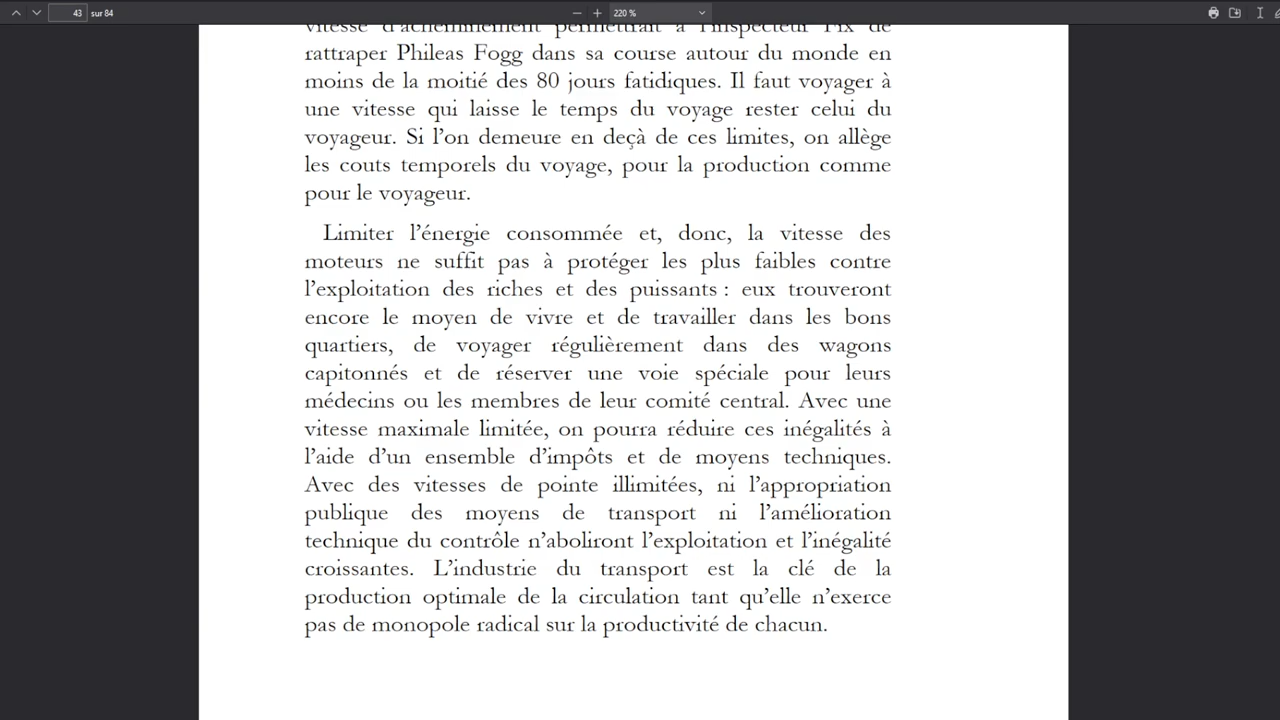 43 sur 84
220 %
vitesse d'acheminement permettrait à l'inspecteur Fix de
rattraper Phileas Fogg dans sa course autour du monde en
moins de la moitié des 80 jours fatidiques. Il faut voyager à
une vitesse qui laisse le temps du voyage rester celui du
voyageur. Si l'on demeure en deçà de ces limites, on allège
les couts temporels du voyage, pour la production comme
pour le voyageur.
Limiter l'énergie consommée et, donc, la vitesse des
moteurs ne suffit pas à protéger les plus faibles contre
l'exploitation des riches et des puissants : eux trouveront
encore le moyen de vivre et de travailler dans les bons
quartiers, de voyager régulièrement dans des wagons
capitonnés et de réserver une voie spéciale pour leurs
médecins ou les membres de leur comité central. Avec une
vitesse maximale limitée, on pourra réduire ces inégalités à
l'aide d'un ensemble d'impôts et de moyens techniques.
Avec des vitesses de pointe illimitées, ni l'appropriation
publique des moyens de transport ni l'amélioration
technique du contrôle n'aboliront l'exploitation et l'inégalité
croissantes. L'industrie du transport est la clé de la
production optimale de la circulation tant qu'elle n'exerce
pas de monopole radical sur la productivité de chacun.